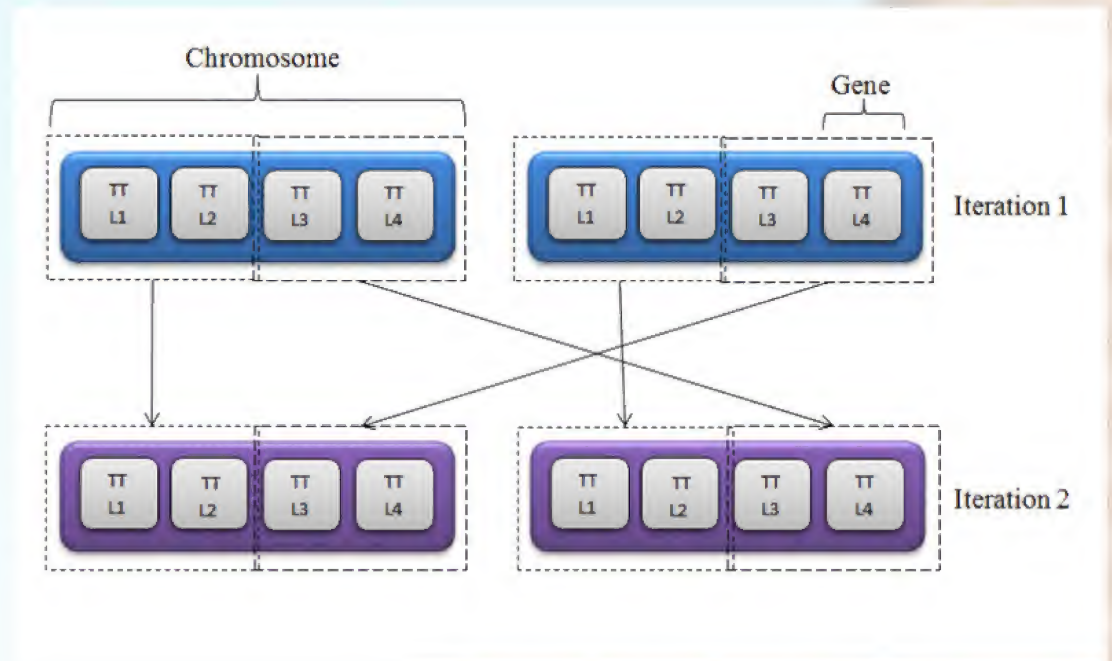 Chromosome
Gene
TT TT TT TT TT TT TT TT
L1 L2 L3 L4 L1 L2 L3 L4
Iteration 1
TT TT TT TT TT TT TT TT
L1 L2 L3 L4 L1 L2 L3 L4
Iteration 2